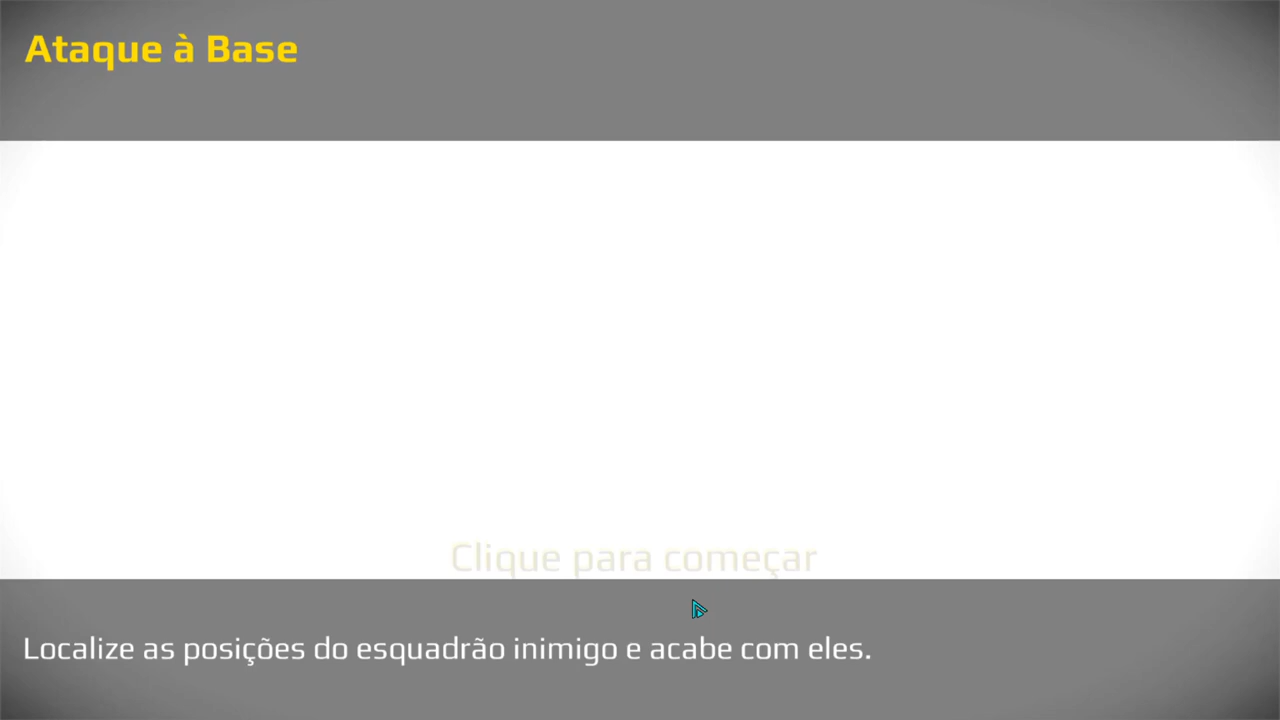 Ataque à Base
Clique para começar
Localize as posições do esquadrão inimigo e acabe com eles.